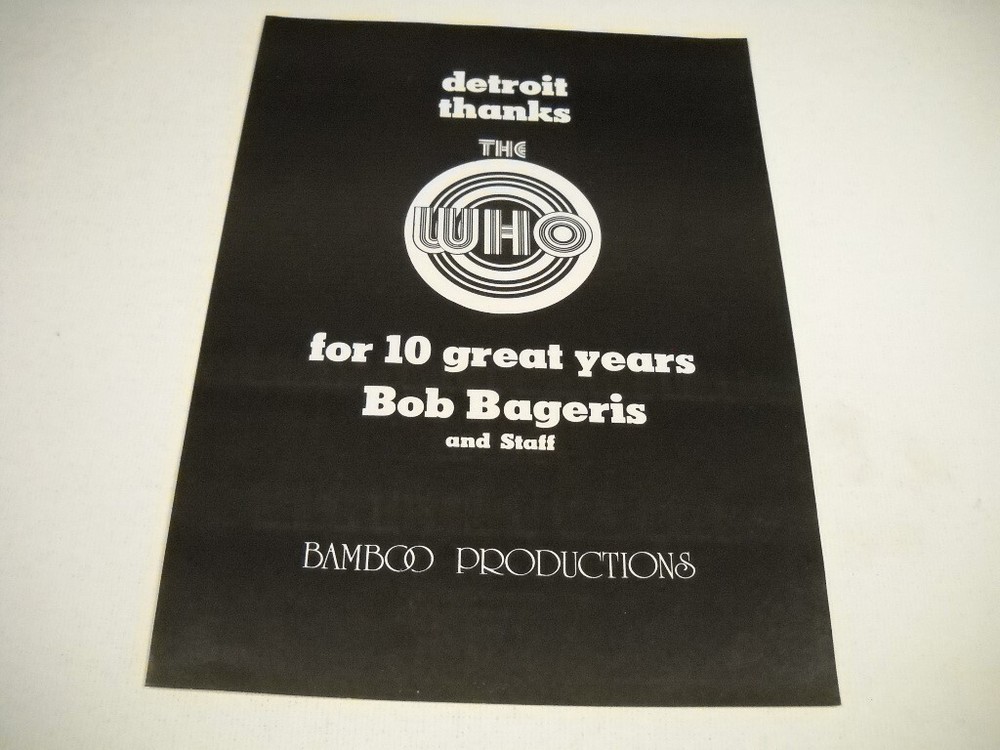 detroit
thanks
THE
WHO
for 10 great years
Bob Bageris
and Staff
BAMBOO PRODUCTIONS